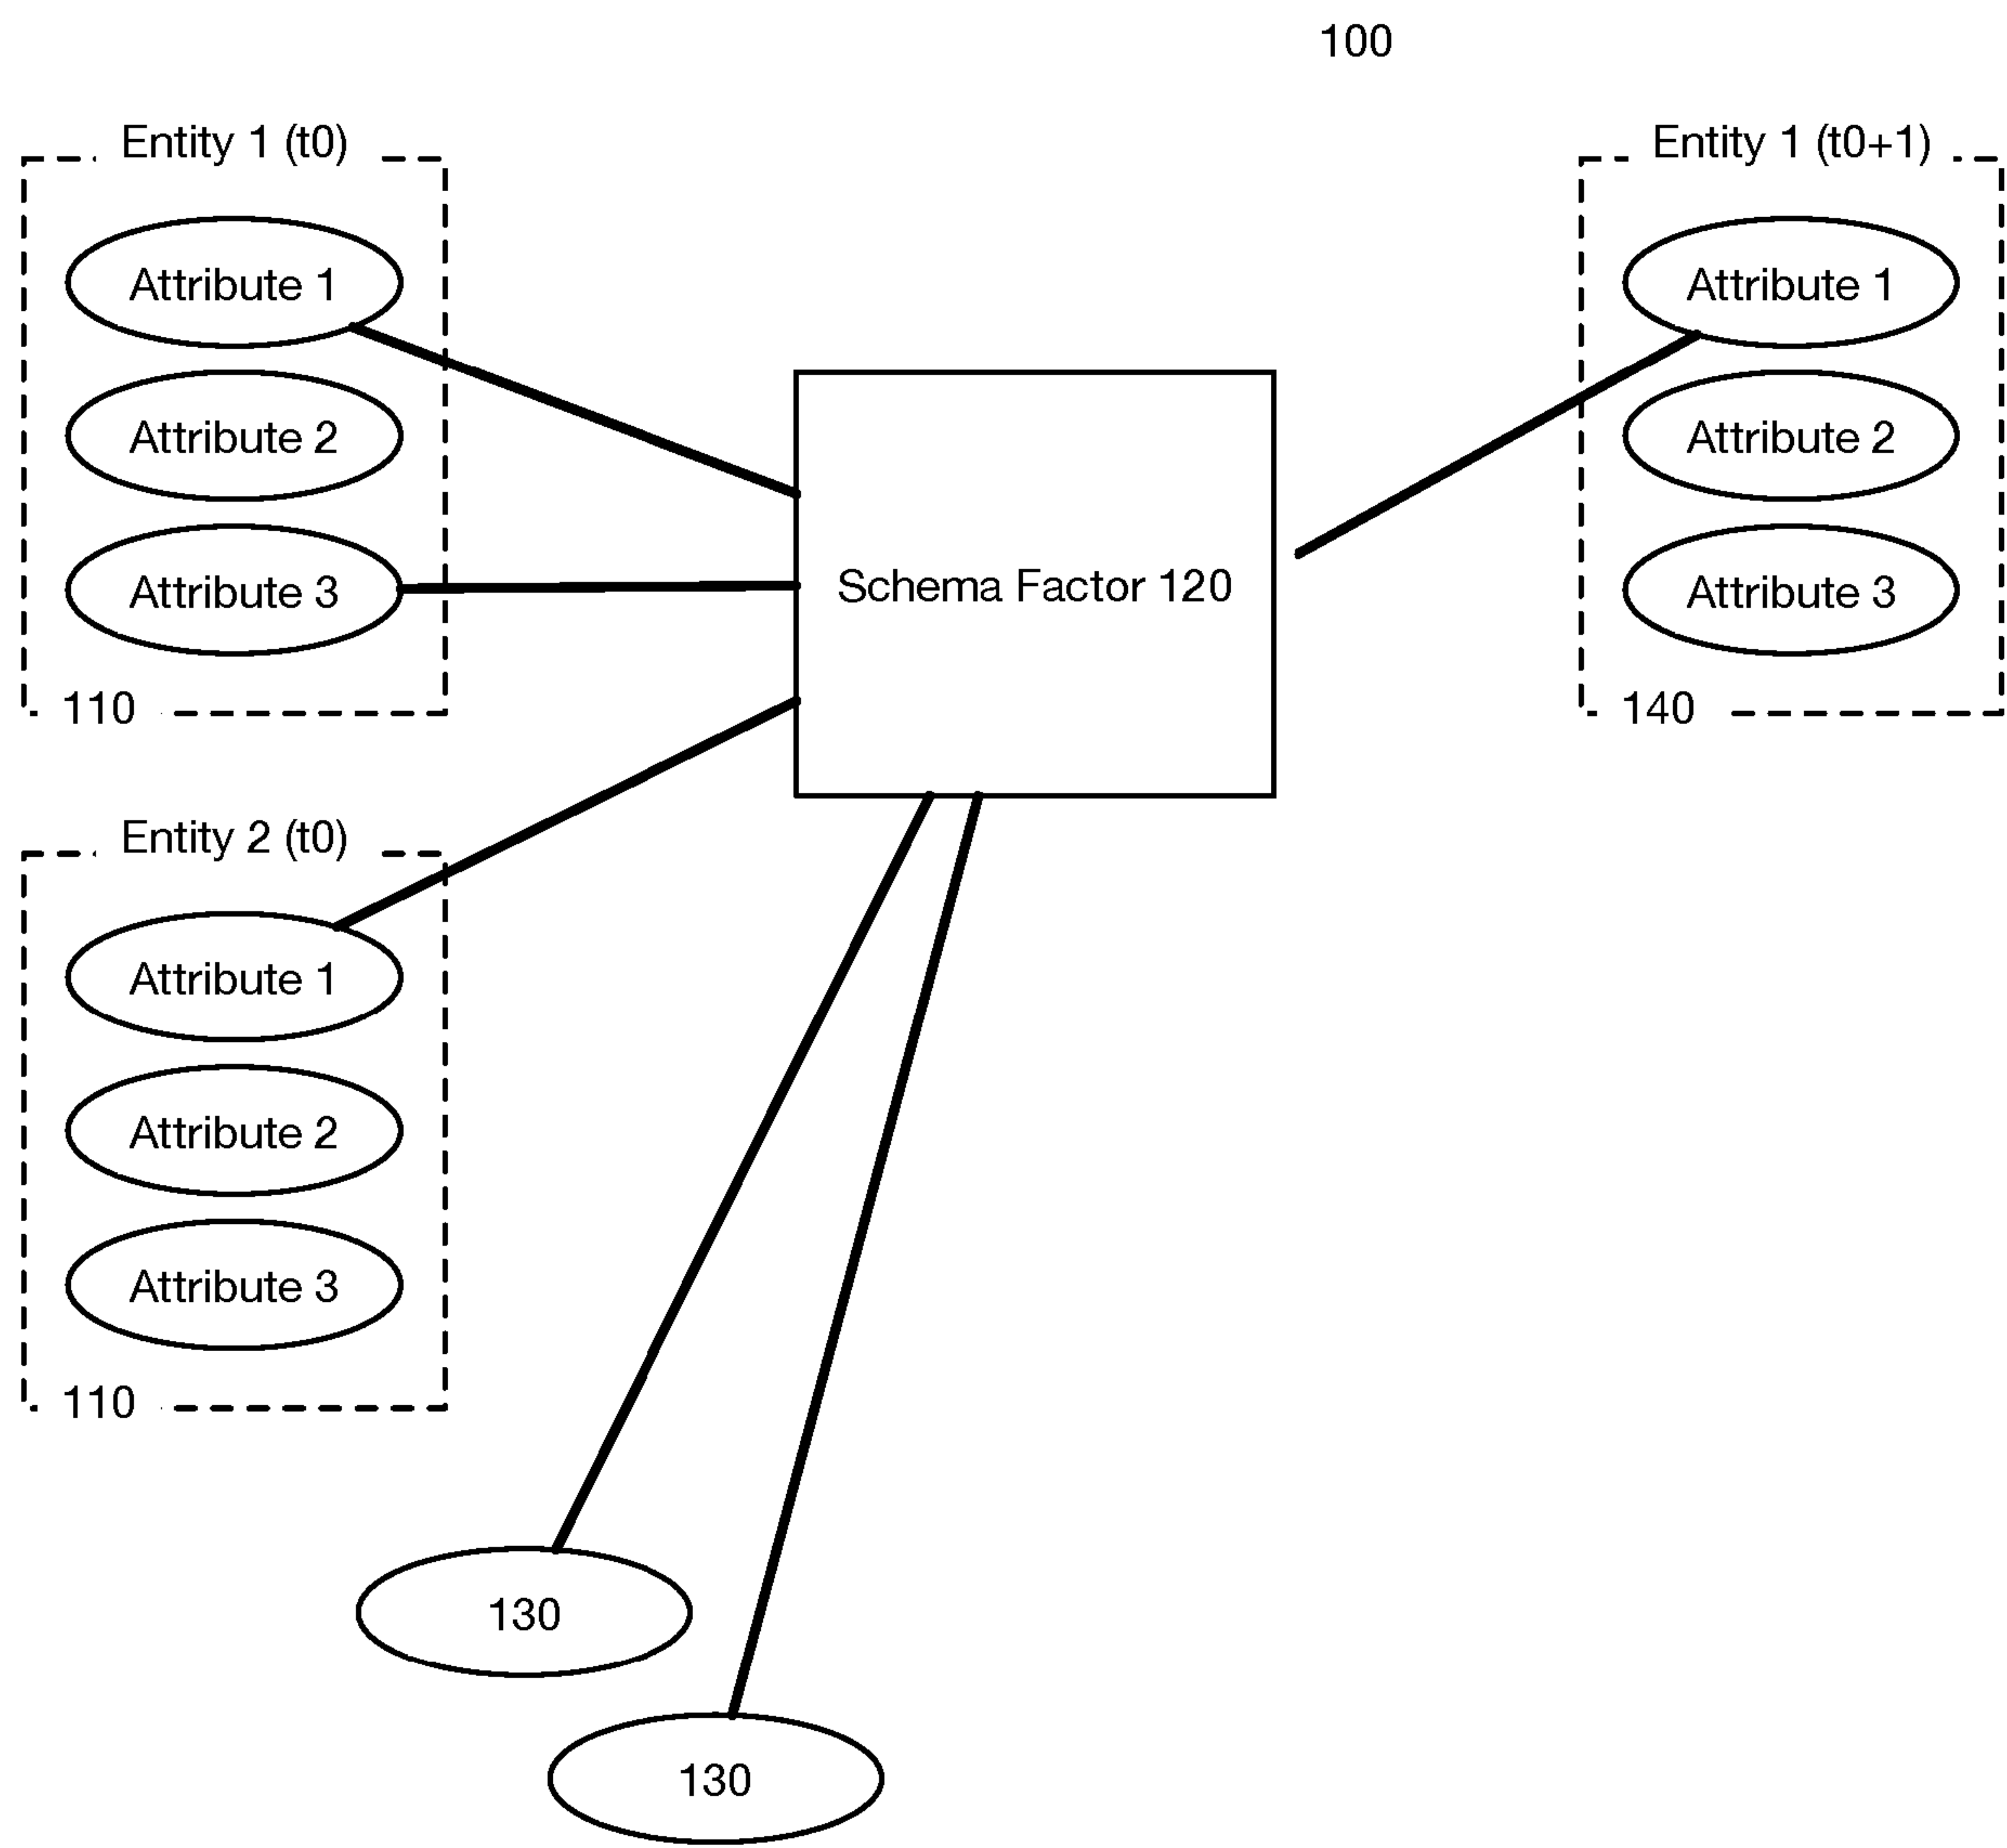 100
Entity 1 (t0)
Attribute 1
Attribute 2
Attribute 3
110
Entity 1 (t0+1)
Attribute 1
Attribute 2
Attribute 3
140
Schema Factor 120
Entity 2 (t0)
Attribute 1
Attribute 2
Attribute 3
110
130
130